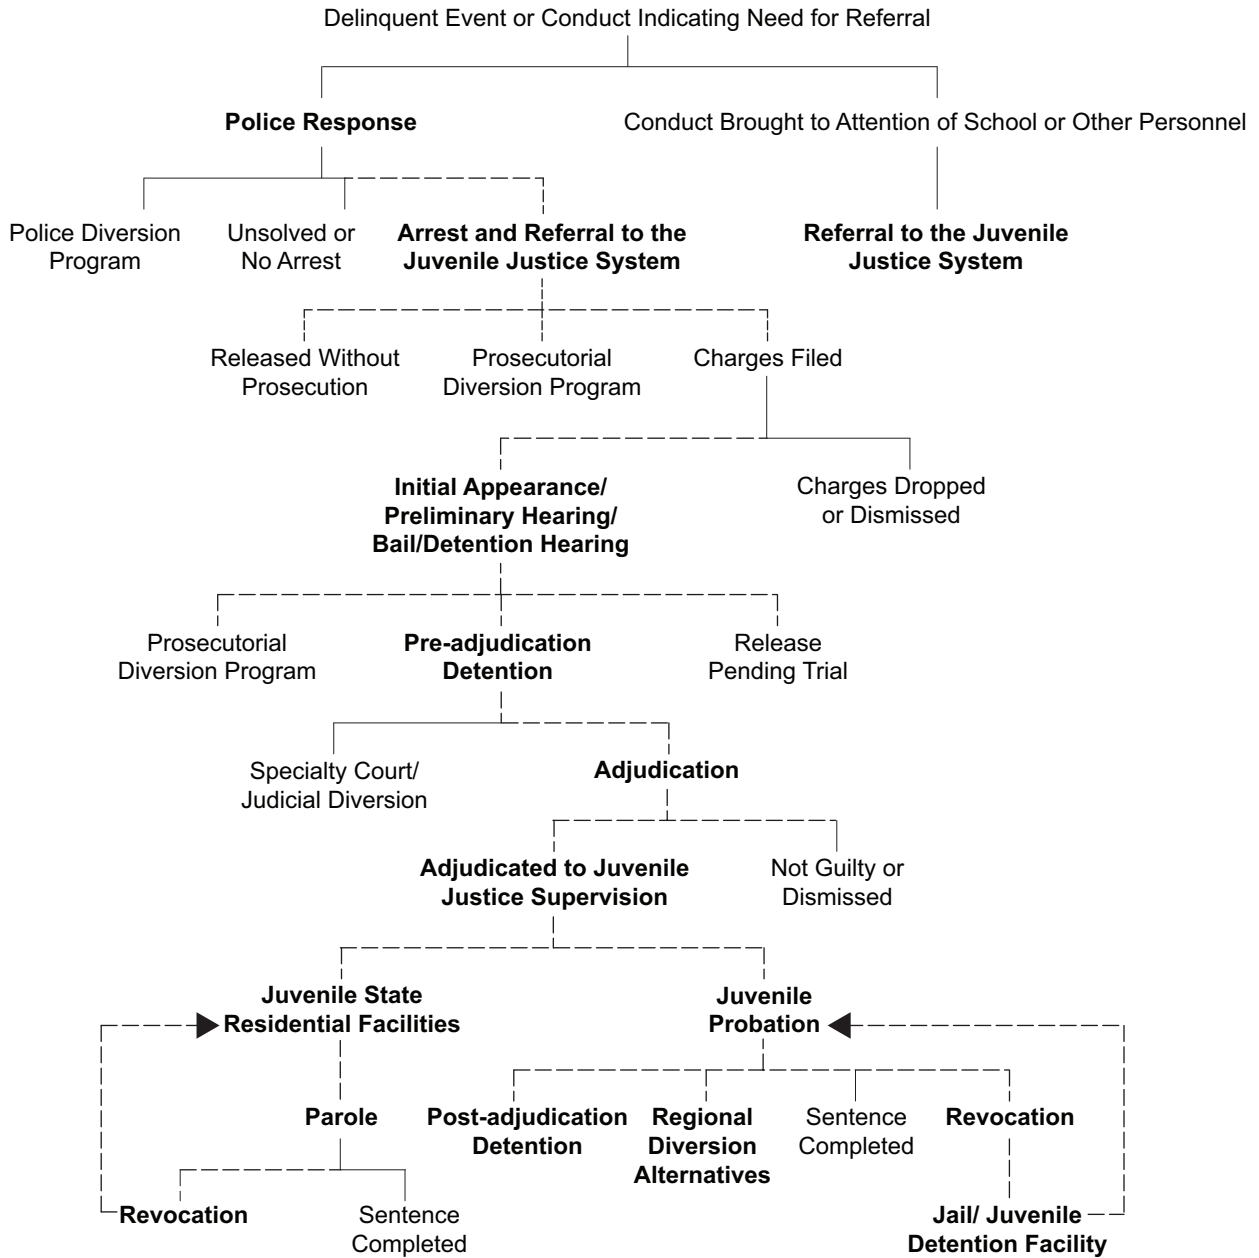 Delinquent Event or Conduct Indicating Need for Referral
Police Response
Conduct Brought to Attention of School or Other Personnel
Police Diversion
Program
Unsolved or
No Arrest
Arrest and Referral to the
Juvenile Justice System
Referral to the Juvenile
Justice System
Released Without
Prosecution
Prosecutorial
Diversion Program
Charges Filed
Initial Appearance/
Preliminary Hearing/
Bail/Detention Hearing
Charges Dropped
or Dismissed
Prosecutorial
Diversion Program
Pre-adjudication
Detention
Release
Pending Trial
Specialty Court/
Judicial Diversion
Adjudication
Adjudicated to Juvenile
Justice Supervision
Not Guilty or
Dismissed
Juvenile State
Residential Facilities
Juvenile
Probation
Parole
Post-adjudication
Detention
Regional
Diversion
Alternatives
Sentence
Completed
Revocation
Revocation
Sentence
Completed
Jail/ Juvenile
Detention Facility